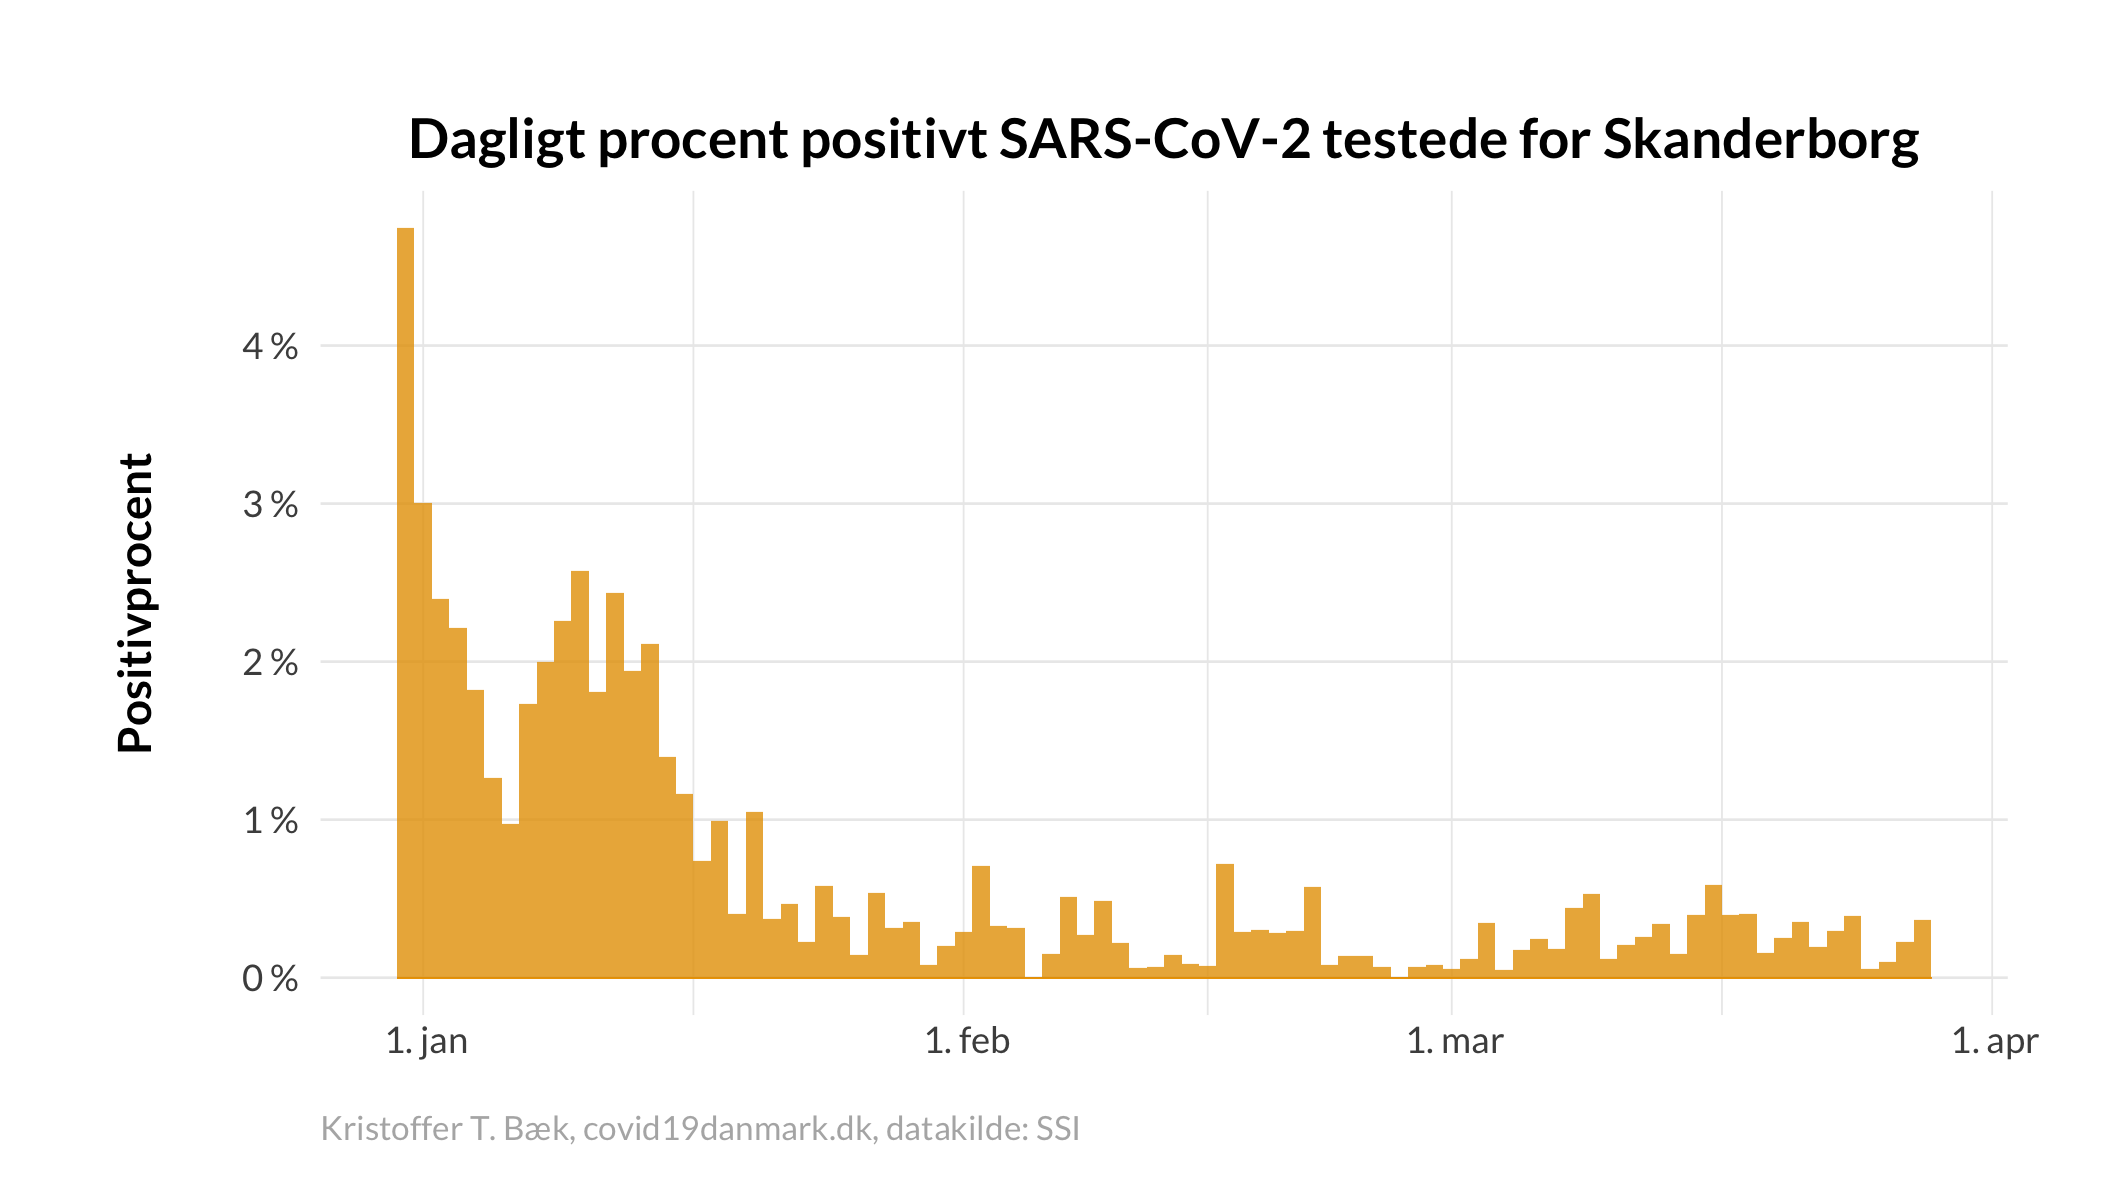 Dagligt procent positivt SARS-CoV-2 testede for Skanderborg
Positivprocent
4 %
3 %
2 %
1 %
0 %
1. jan
1. feb
1. mar
1. apr
Kristoffer T. Bæk, covid19danmark.dk, datakilde: SSI